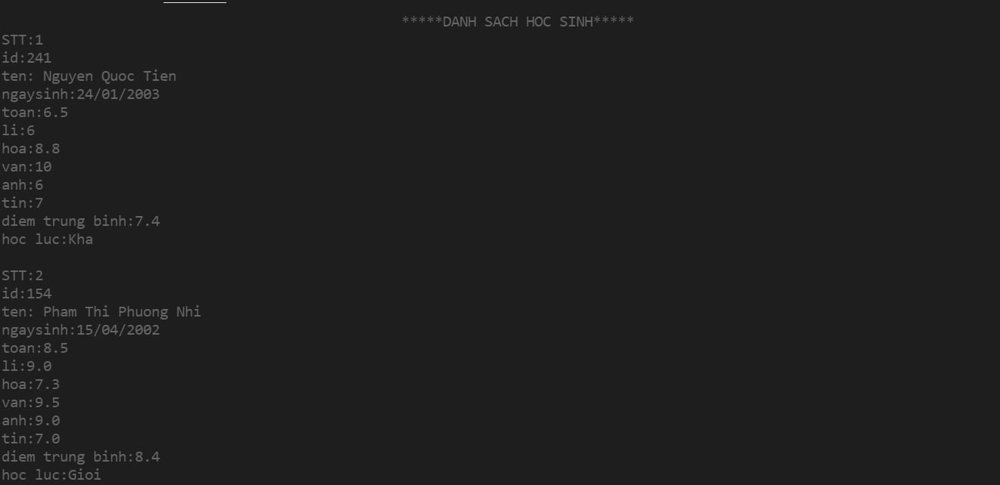 *****DANH SACH HOC SINH*****
STT:1
id:241
ten: Nguyen Quoc Tien
ngaysinh:24/01/2003
toan:6.5
li:6
hoa:8.8
van:10
anh:6
tin:7
diem trung binh:7.4
hoc luc:Kha
STT:2
id:154
ten: Pham Thi Phuong Nhi
ngaysinh:15/04/2002
toan:8.5
li:9.0
hoa:7.3
van:9.5
anh:9.0
tin:7.0
diem trung binh:8.4
hoc luc:Gioi